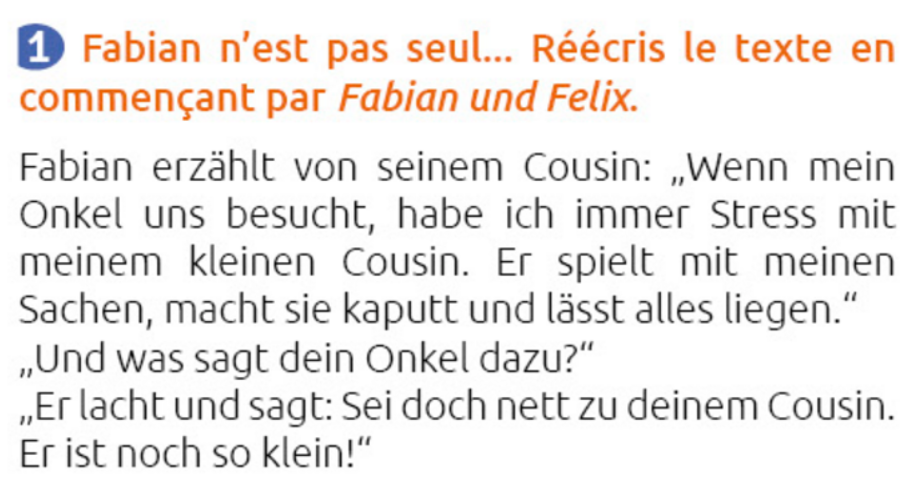 1 Fabian n'est pas seul... Réécris le texte en
commençant par Fabian und Felix.
Fabian erzählt von seinem Cousin: „Wenn mein
Onkel uns besucht, habe ich immer Stress mit
meinem kleinen Cousin. Er spielt mit meinen
Sachen, macht sie kaputt und lässt alles liegen.“
„Und was sagt dein Onkel dazu?“
„Er lacht und sagt: Sei doch nett zu deinem Cousin.
Er ist noch so klein!“